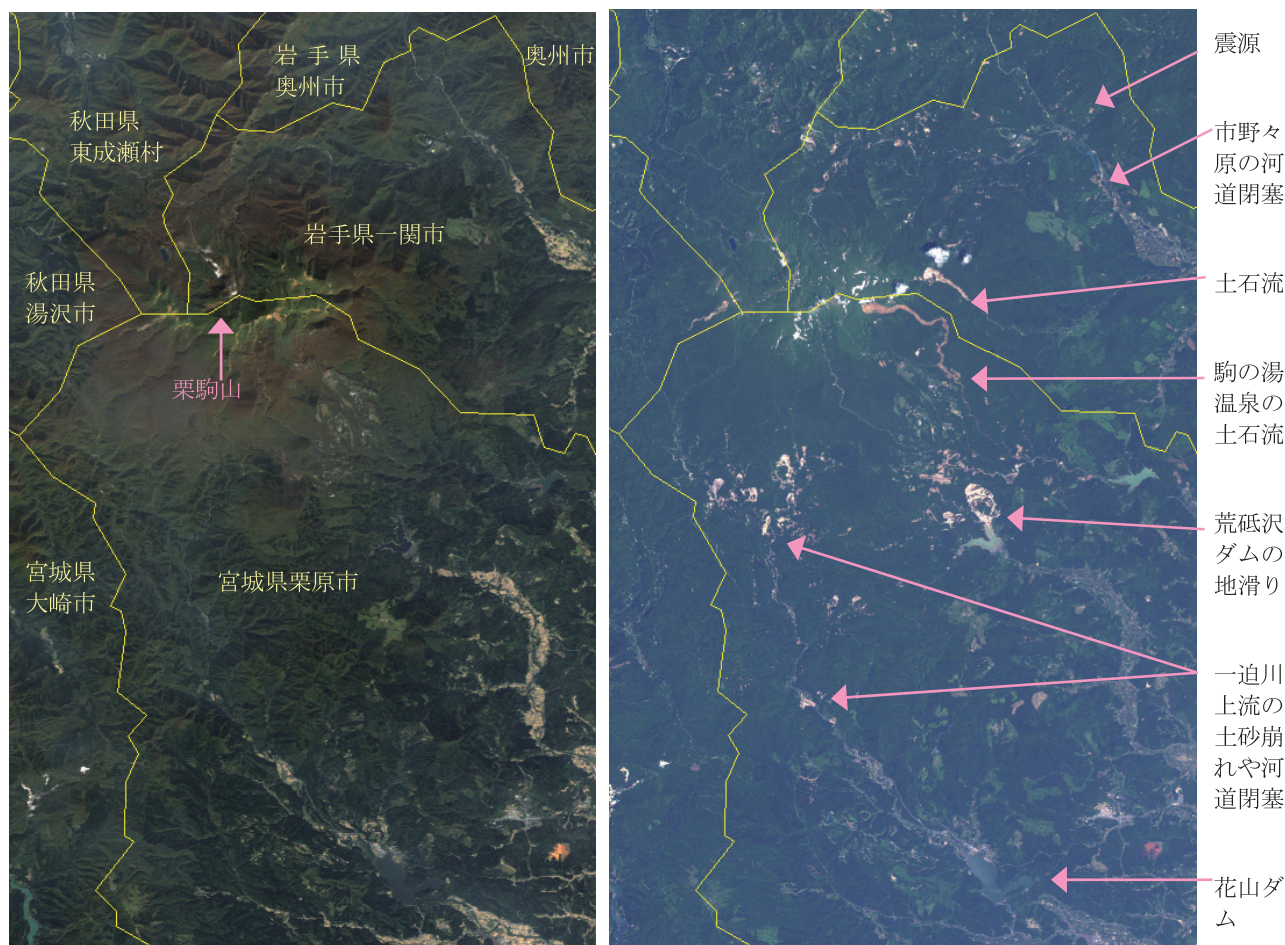 岩 手 県
奥州市
奥州市
秋田県
東成瀬村
岩手県一関市
秋田県
湯沢市
栗駒山
宮城県
大崎市
宮城県栗原市
震源
市野々
原の河
道閉塞
土石流
駒の湯
温泉の
土石流
荒砥沢
ダムの
地滑り
一迫川
上流の
土砂崩
れや河
道閉塞
花山ダ
ム